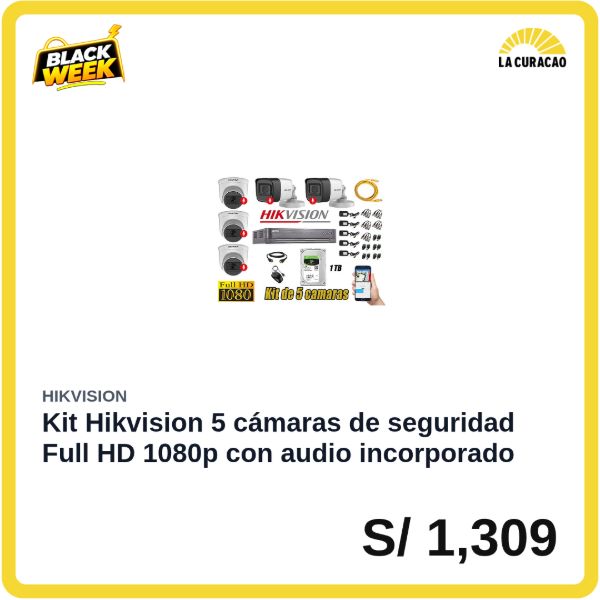 BLACK
WEEK
LA CURACAO
HIKVISION
1 TB
Full HD
1080
Kit de 5 camaras
HIKVISION
Kit Hikvision 5 cámaras de seguridad
Full HD 1080p con audio incorporado
S/ 1,309